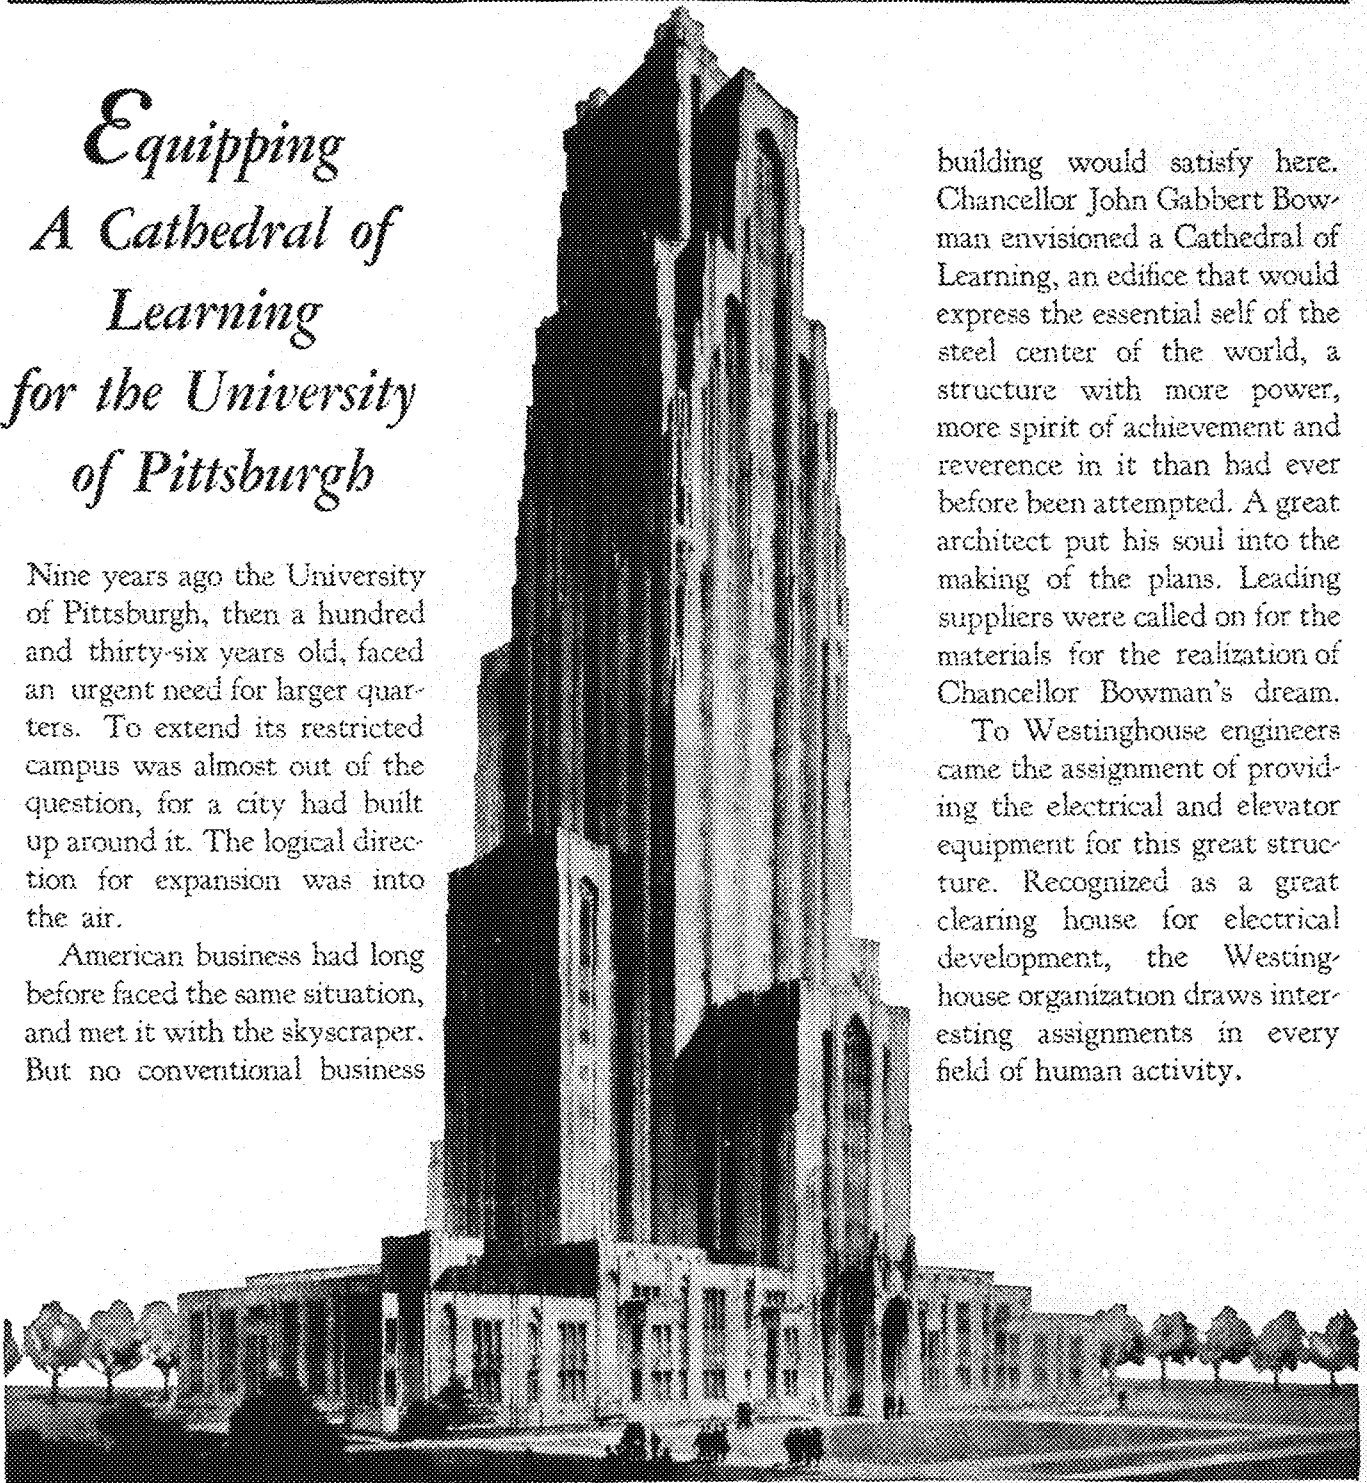 Equipping
A Cathedral of
Learning
for the University
of Pittsburgh
Nine years ago the University
of Pittsburgh, then a hundred
and thirty-six years old, faced
an urgent need for larger quar-
ters. To extend its restricted
campus was almost out of the
question, for a city had built
up around it. The logical direc-
tion for expansion was into
the air.
American business had long
before faced the same situation,
and met it with the skyscraper.
But no conventional business
building would satisfy here.
Chancellor John Gabbert Bow-
man envisioned a Cathedral of
Learning, an edifice that would
express the essential self of the
steel center of the world, a
structure with more power,
more spirit of achievement and
reverence in it than had ever
before been attempted. A great
architect put his soul into the
making of the plans. Leading
suppliers were called on for the
materials for the realization of
Chancellor Bowman's dream.
To Westinghouse engineers
came the assignment of provid-
ing the electrical and elevator
equipment for this great struc-
ture. Recognized as a great
clearing house for electrical
development, the Westing-
house organization draws inter-
esting assignments in every
field of human activity.